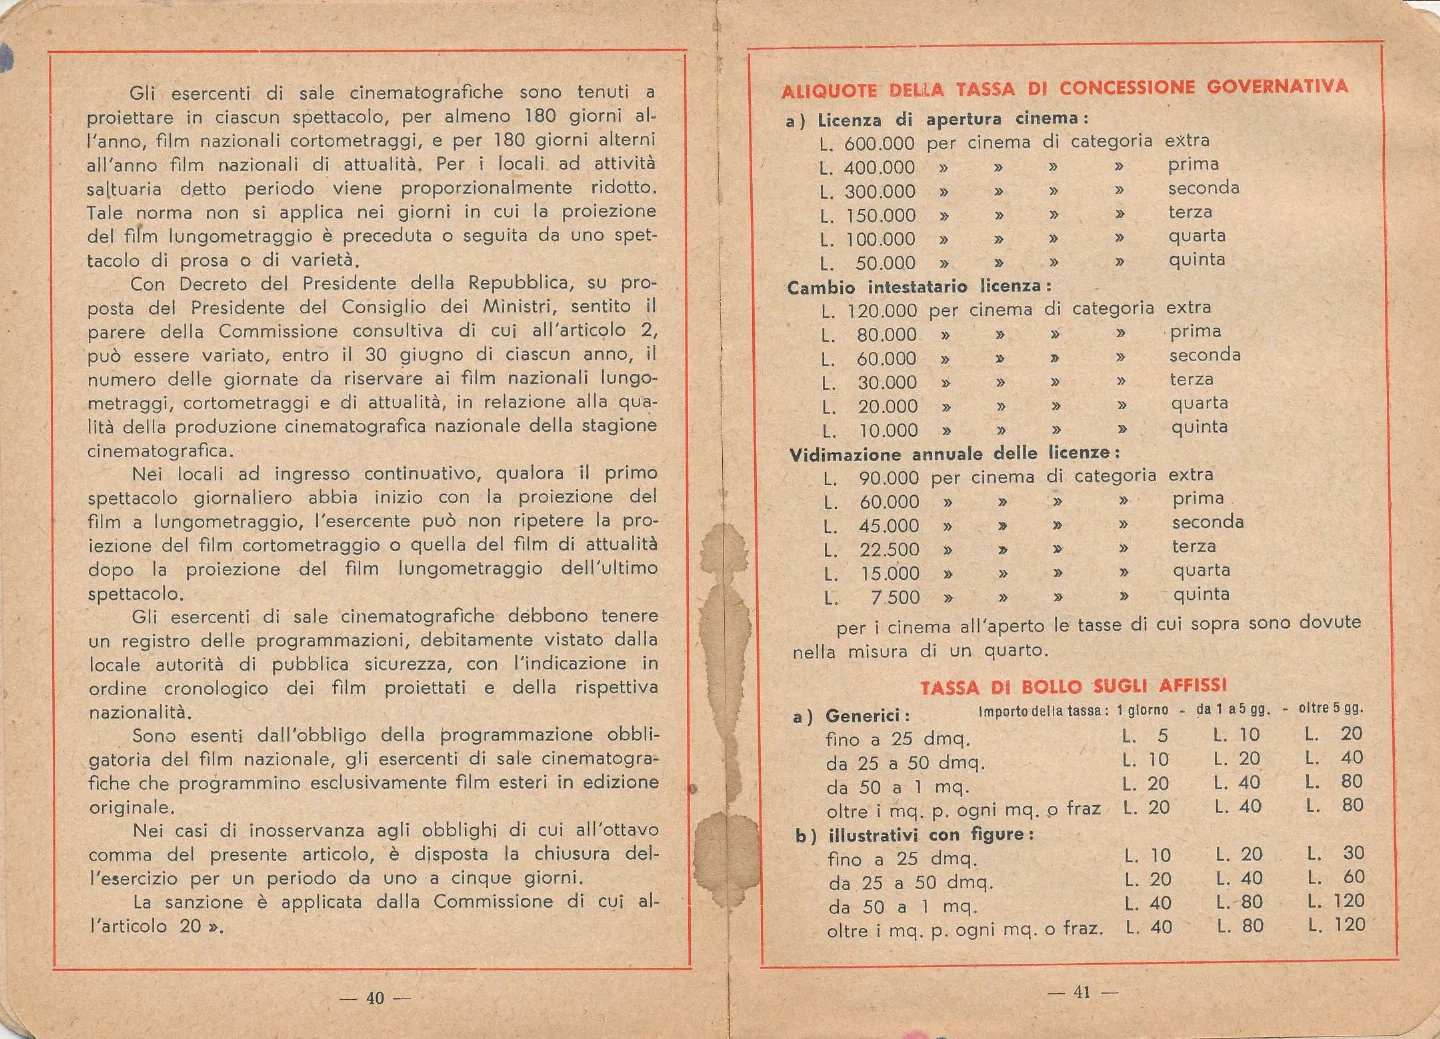 Gli esercenti di sale cinematografiche sono tenuti a
proiettare in ciascun spettacolo, per almeno 180 giorni al-
l'anno, film nazionali cortometraggi, e per 180 giorni alterni
all'anno film nazionali di attualità. Per i locali ad attività
saltuaria detto periodo viene proporzionalmente ridotto.
Tale norma non si applica nei giorni in cui la proiezione
del film lungometraggio è preceduta o seguita da uno spet-
tacolo di prosa o di varietà.
Con Decreto del Presidente della Repubblica, su pro-
posta del Presidente del Consiglio dei Ministri, sentito il
parere della Commissione consultiva di cui all'articolo 2,
può essere variato, entro il 30 giugno di ciascun anno, il
numero delle giornate da riservare ai film nazionali lungo-
metraggi, cortometraggi e di attualità, in relazione alla qua-
lità della produzione cinematografica nazionale della stagione
cinematografica.
Nei locali ad ingresso continuativo, qualora il primo
spettacolo giornaliero abbia inizio con la proiezione del
film a lungometraggio, l'esercente può non ripetere la pro-
iezione del film cortometraggio o quella del film di attualità
dopo la proiezione del film lungometraggio dell'ultimo
spettacolo.
Gli esercenti di sale cinematografiche debbono tenere
un registro delle programmazioni, debitamente vistato dalla
locale autorità di pubblica sicurezza, con l'indicazione in
ordine cronologico dei film proiettati e della rispettiva
nazionalità.
Sono esenti dall'obbligo della programmazione obbli-
gatoria del film nazionale, gli esercenti di sale cinematogra-
fiche che programmino esclusivamente film esteri in edizione
originale.
Nei casi di inosservanza agli obblighi di cui all'ottavo
comma del presente articolo, è disposta la chiusura del-
l'esercizio per un periodo da uno a cinque giorni.
La sanzione è applicata dalla Commissione di cui al-
l'articolo 20 ».
— 40 —
ALIQUOTE DELLA TASSA DI CONCESSIONE GOVERNATIVA
a) Licenza di apertura cinema:
L. 600.000 per cinema di categoria extra
L. 400.000 » » » » prima
L. 300.000 » » » » seconda
L. 150.000 » » » » terza
L. 100.000 » » » » quarta
L. 50.000 » » » » quinta
Cambio intestatario licenza:
L. 120.000 per cinema di categoria extra
L. 80.000 » » » » prima
L. 60.000 » » » » seconda
L. 30.000 » » » » terza
L. 20.000 » » » » quarta
L. 10.000 » » » » quinta
Vidimazione annuale delle licenze:
L. 90.000 per cinema di categoria extra
L. 60.000 » » » » prima
L. 45.000 » » » » seconda
L. 22.500 » » » » terza
L. 15.000 » » » » quarta
L. 7.500 » » » » quinta
per i cinema all'aperto le tasse di cui sopra sono dovute
nella misura di un quarto.
TASSA DI BOLLO SUGLI AFFISSI
a) Generici: Importo della tassa: 1 giorno - da 1 a 5 gg. - oltre 5 gg.
fino a 25 dmq. L. 5 L. 10 L. 20
da 25 a 50 dmq. L. 10 L. 20 L. 40
da 50 a 1 mq. L. 20 L. 40 L. 80
oltre i mq. p. ogni mq. o fraz L. 20 L. 40 L. 80
b) illustrativi con figure:
fino a 25 dmq. L. 10 L. 20 L. 30
da 25 a 50 dmq. L. 20 L. 40 L. 60
da 50 a 1 mq. L. 40 L. 80 L. 120
oltre i mq. p. ogni mq. o fraz. L. 40 L. 80 L. 120
— 41 —